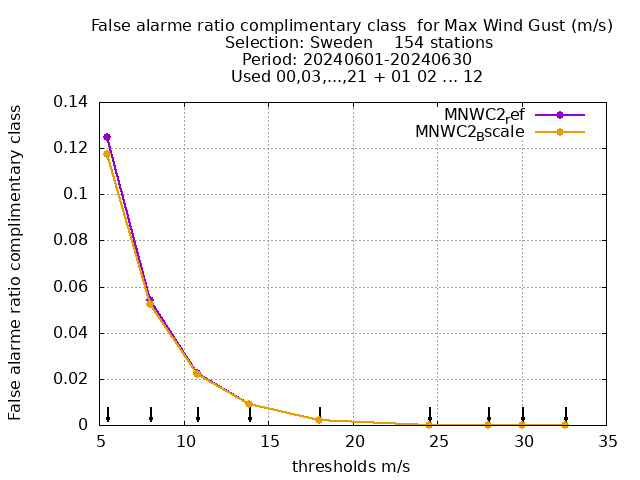 False alarme ratio complimentary class  for Max Wind Gust (m/s)
Selection: Sweden    154 stations
Period: 20240601-20240630
Used 00,03,...,21 + 01 02 ... 12
MNWC2ref
MNWC2Bscale
False alarme ratio complimentary class
0.14
0.12
0.1
0.08
0.06
0.04
0.02
0
5 10 15 20 25 30 35
thresholds m/s